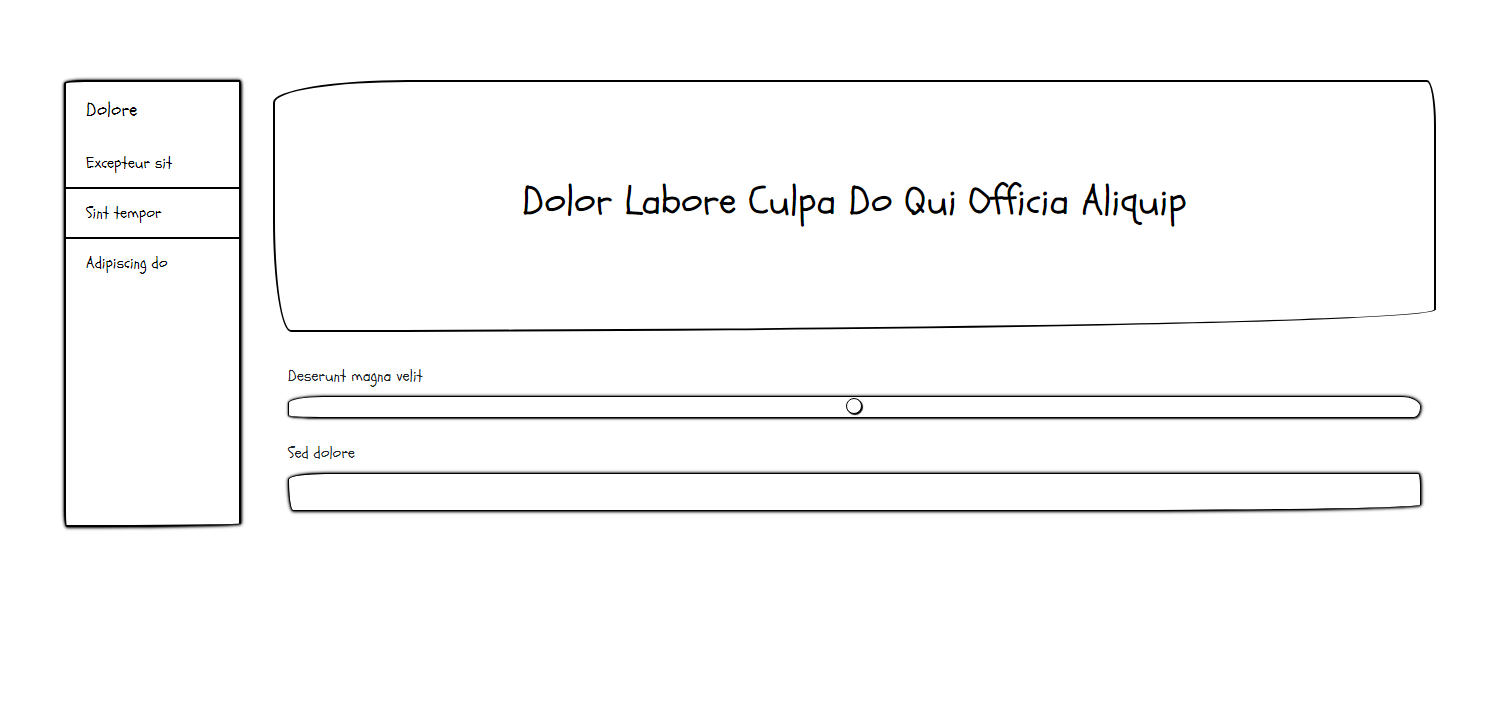 Dolore
Excepteur sit
Sint tempor
Adipiscing do
Dolor Labore Culpa Do Qui Officia Aliquip
Deserunt magna velit
Sed dolore